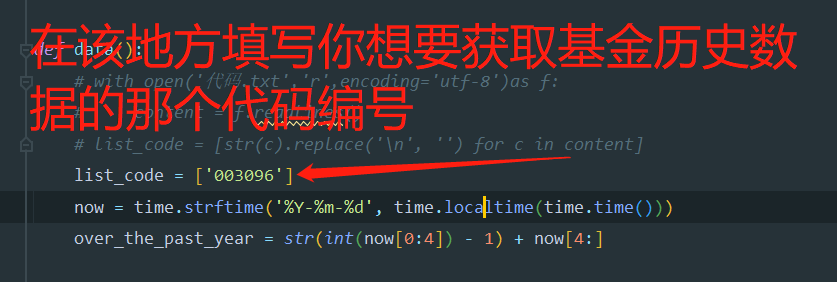 在该地方填写你想要获取基金历史数
def data():
# with open('代码.txt','r',encoding='utf-8')as f:
据的那个代码编号
# content = f.readlines()
# list_code = [str(c).replace('\n', '') for c in content]
list_code = ['003096']
now = time.strftime('%Y-%m-%d', time.localtime(time.time()))
over_the_past_year = str(int(now[0:4]) - 1) + now[4:]